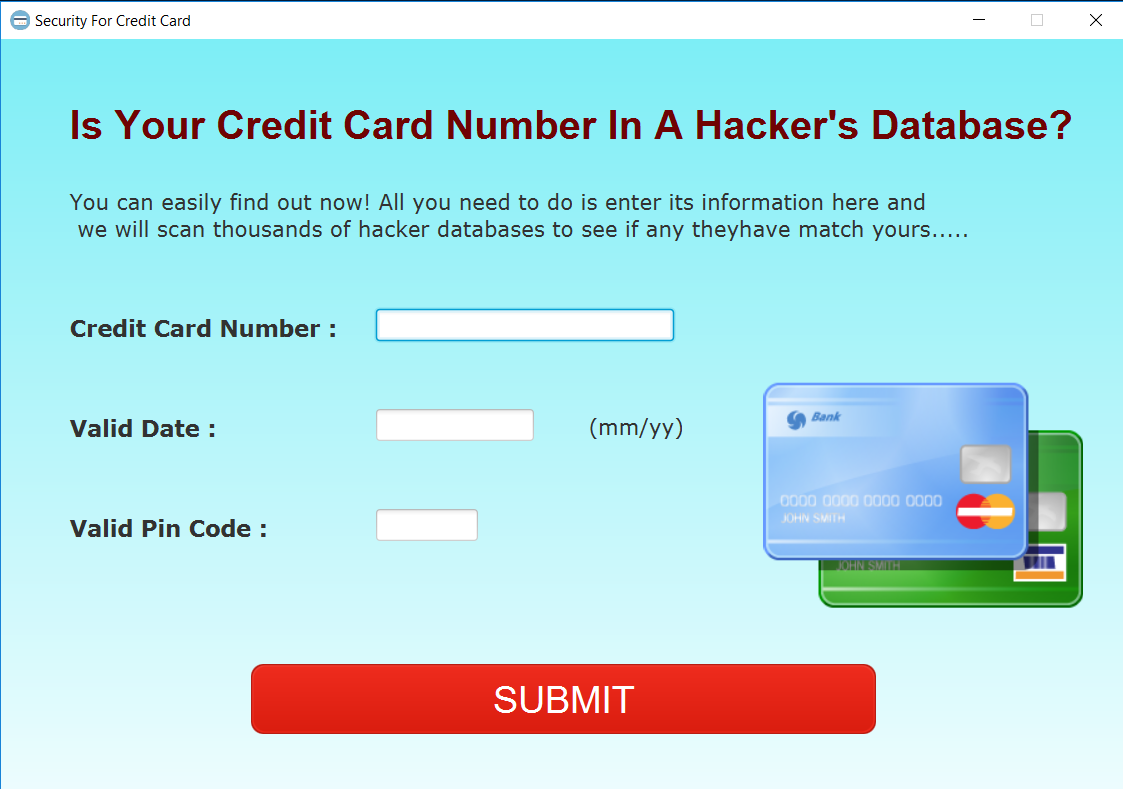 Security For Credit Card
Is Your Credit Card Number In A Hacker's Database?
You can easily find out now! All you need to do is enter its information here and
we will scan thousands of hacker databases to see if any theyhave match yours.....
Credit Card Number :
Valid Date :
(mm/yy)
Valid Pin Code :
Bank
0000 0000 0000 0000
JOHN SMITH
JOHN SMITH
SUBMIT